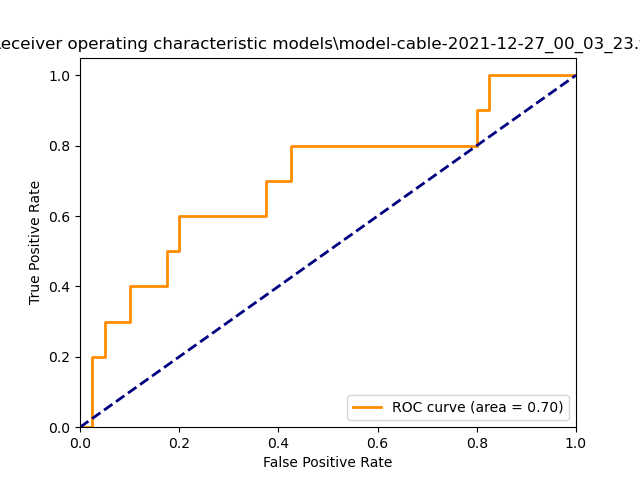 eceiver operating characteristic models\model-cable-2021-12-27_00_03_23.
1.0
0.8
0.6
0.4
0.2
0.0
True Positive Rate
ROC curve (area = 0.70)
0.0 0.2 0.4 0.6 0.8 1.0
False Positive Rate